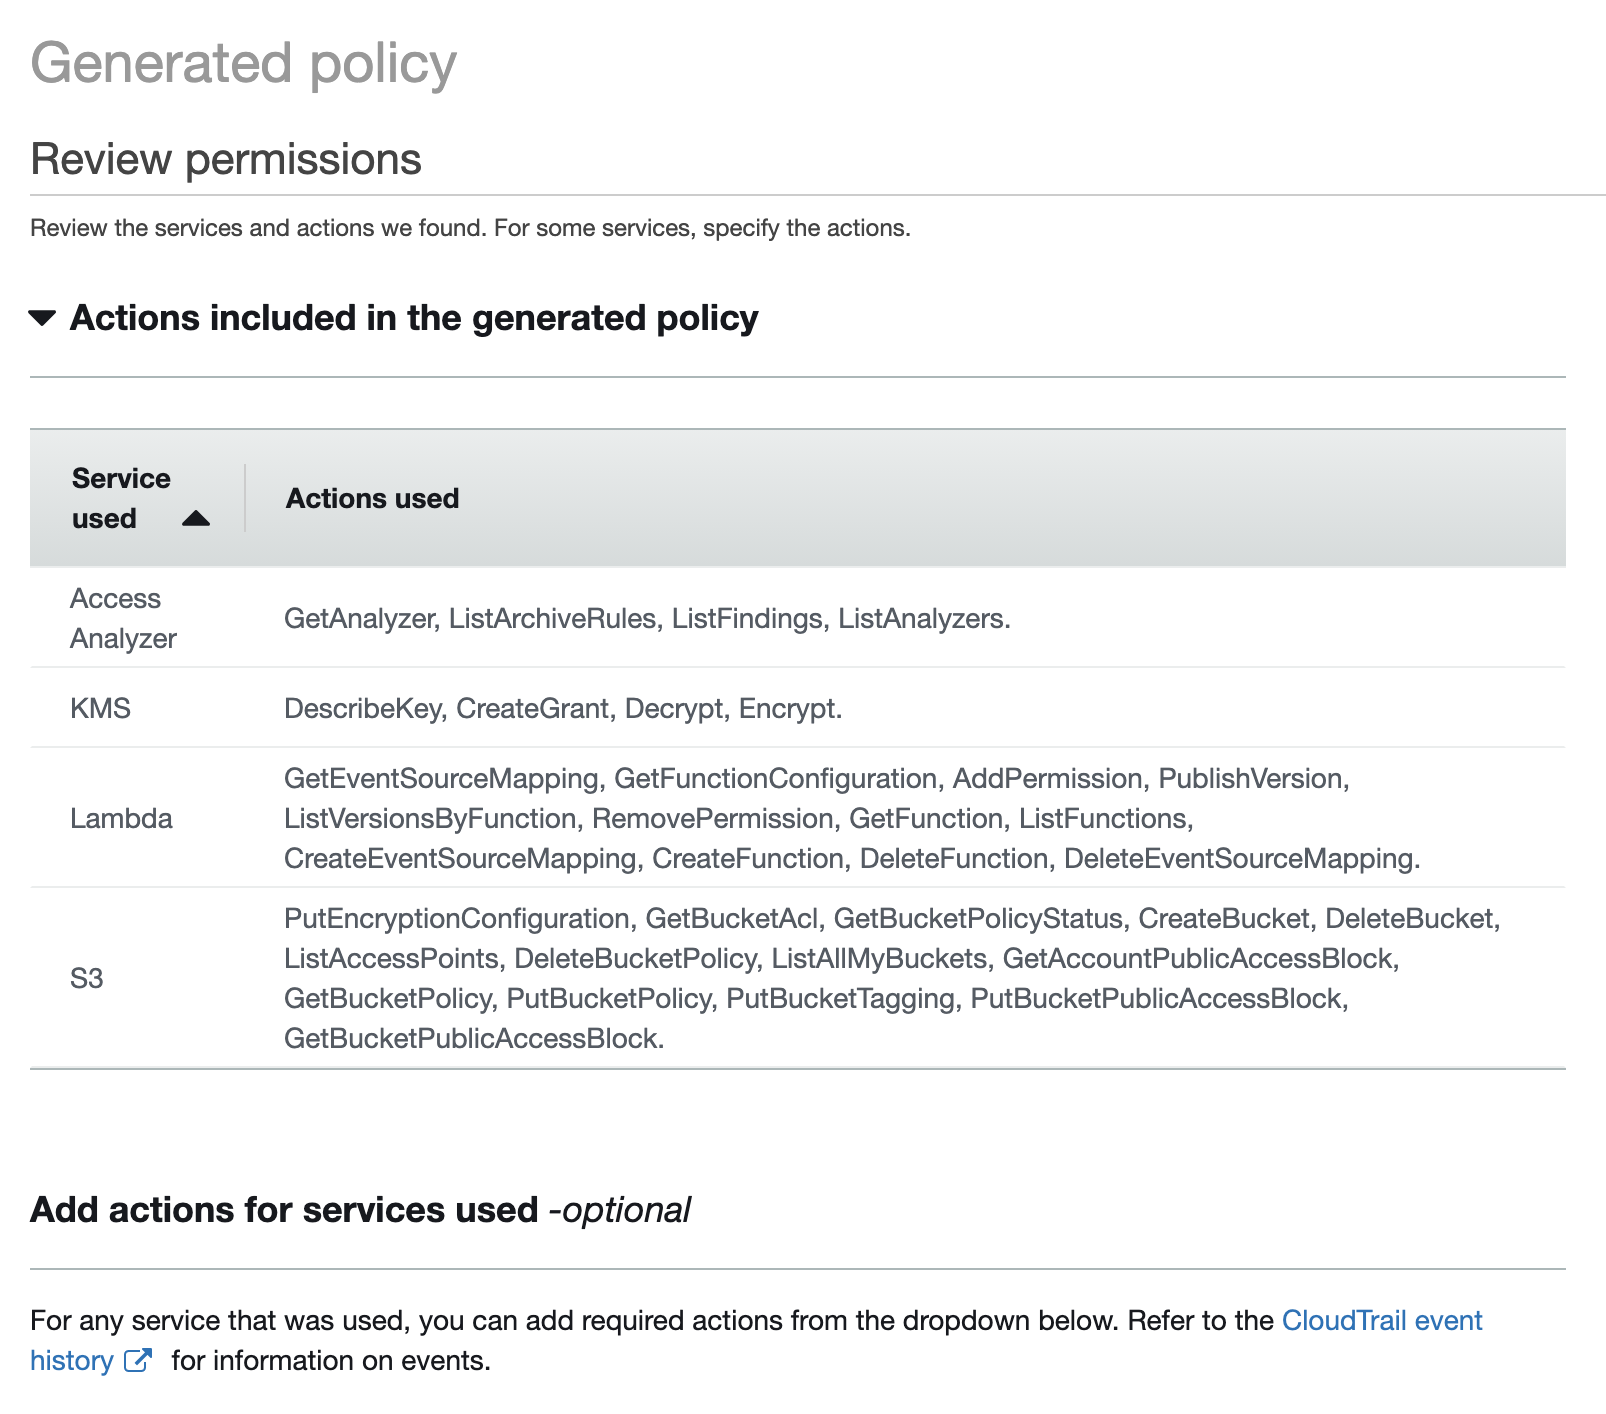 Generated policy
Review permissions
Review the services and actions we found. For some services, specify the actions.
Actions included in the generated policy
Service
used
Actions used
Access
Analyzer
GetAnalyzer, ListArchiveRules, ListFindings, ListAnalyzers.
KMS
DescribeKey, CreateGrant, Decrypt, Encrypt.
Lambda
GetEventSourceMapping, GetFunctionConfiguration, AddPermission, PublishVersion,
ListVersionsByFunction, RemovePermission, GetFunction, ListFunctions,
CreateEventSourceMapping, CreateFunction, DeleteFunction, DeleteEventSourceMapping.
S3
PutEncryptionConfiguration, GetBucketAcl, GetBucketPolicyStatus, CreateBucket, DeleteBucket,
ListAccessPoints, DeleteBucketPolicy, ListAllMyBuckets, GetAccountPublicAccessBlock,
GetBucketPolicy, PutBucketPolicy, PutBucketTagging, PutBucketPublicAccessBlock,
GetBucketPublicAccessBlock.
Add actions for services used -optional
For any service that was used, you can add required actions from the dropdown below. Refer to the CloudTrail event
history for information on events.